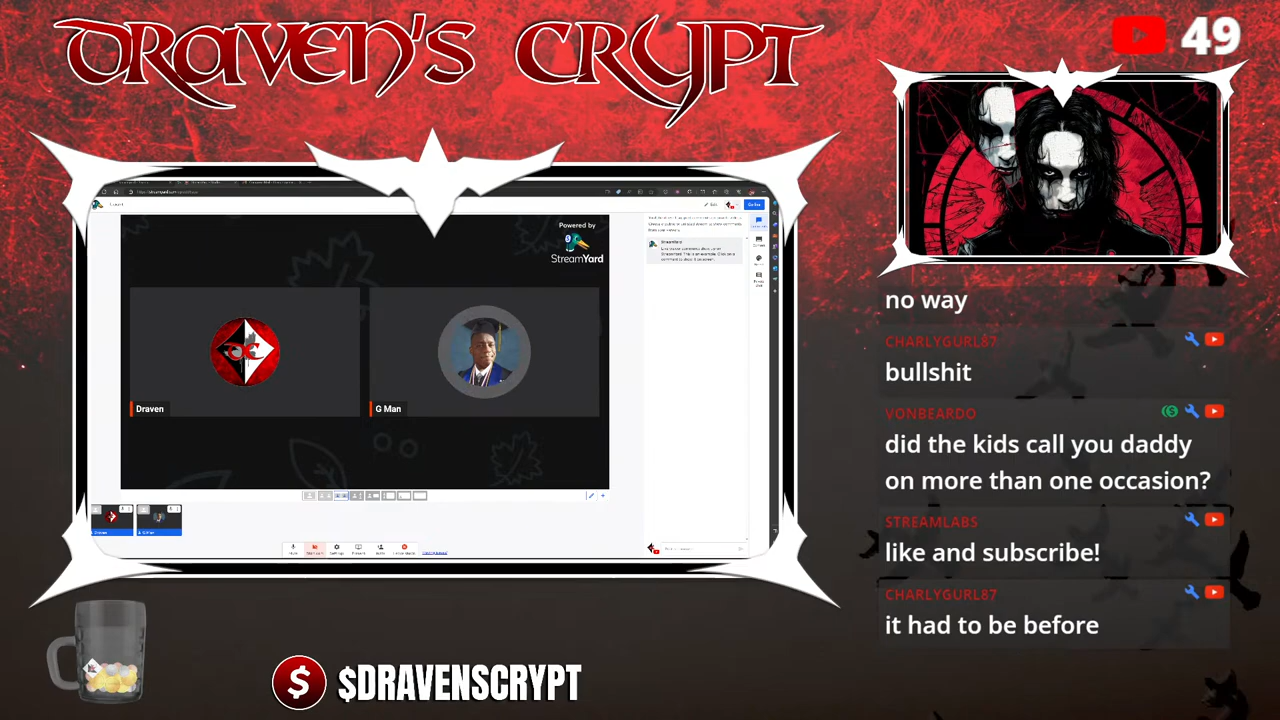 DRAVEN'S CRYPT
49
Powered by
StreamYard
Draven
G Man
no way
CHARLYGURL87
bullshit
VONBEARDO
did the kids call you daddy
on more than one occasion?
STREAMLABS
like and subscribe!
CHARLYGURL87
it had to be before
$ $DRAVENSCRYPT